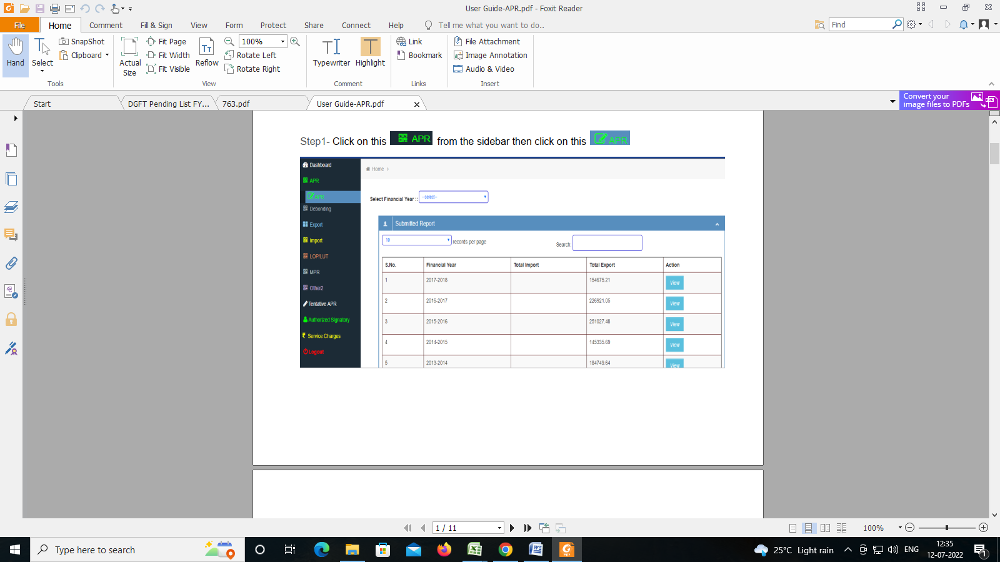 User Guide-APR.pdf - Foxit Reader
File Home Comment Fill & Sign View Form Protect Share Connect Help Tell me what you want to do.. Find
Hand
Select
SnapShot
Clipboard
Tools
Actual
Size
Fit Page
Fit Width
Fit Visible
Reflow
100%
Rotate Left
Rotate Right
View
Typewriter
Highlight
Comment
Link
Bookmark
Links
File Attachment
Image Annotation
Audio & Video
Insert
Start
DGFT Pending List FY...
763.pdf
User Guide-APR.pdf
Convert your
image files to PDFs
Step1- Click on this APR from the sidebar then click on this APR
Dashboard
APR
APR
Debonding
Export
Import
LOP/LUT
MPR
Other2
Tentative APR
Authorized Signatory
Service Charges
Logout
Home >
Select Financial Year :: --select--
Submitted Report
10 records per page Search:
S.No. Financial Year Total Import Total Export Action
1 2017-2018 154675.21 View
2 2016-2017 226921.05 View
3 2015-2016 251027.48 View
4 2014-2015 145335.69 View
5 2013-2014 184749.64 View
1 / 11
100%
Type here to search
25°C Light rain
ENG
12:35
12-07-2022
1